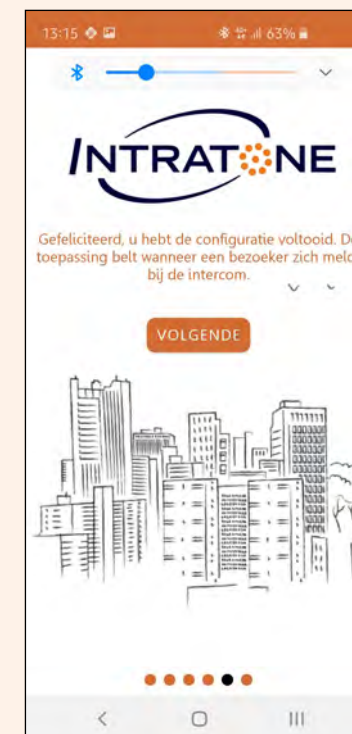 13:15 63%
INTRATONE
Gefeliciteerd, u hebt de configuratie voltooid. De
toepassing belt wanneer een bezoeker zich meld
bij de intercom.
VOLGENDE